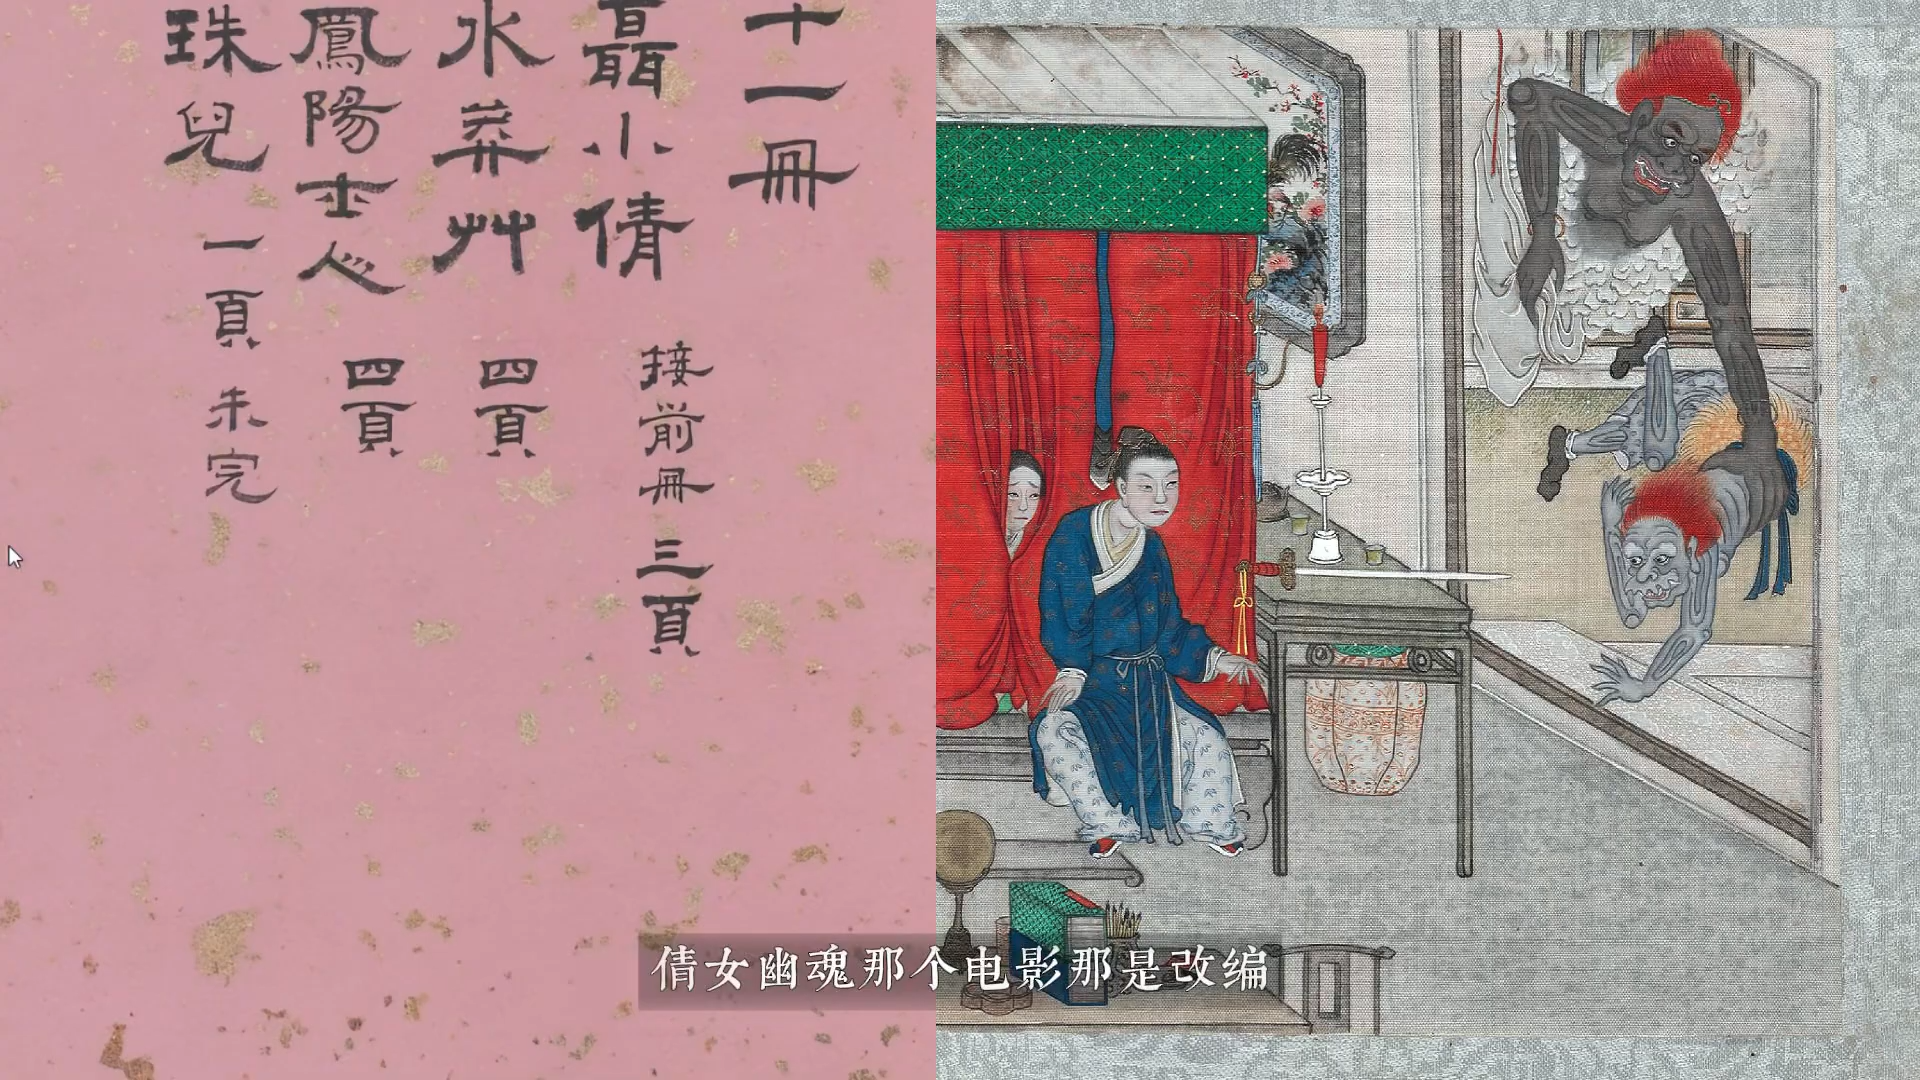 十一冊
聶小倩 接前冊 三頁
水莽艸 四頁
鳳陽士人 四頁
珠兒 一頁 未完
倩女幽魂那个电影那是改编